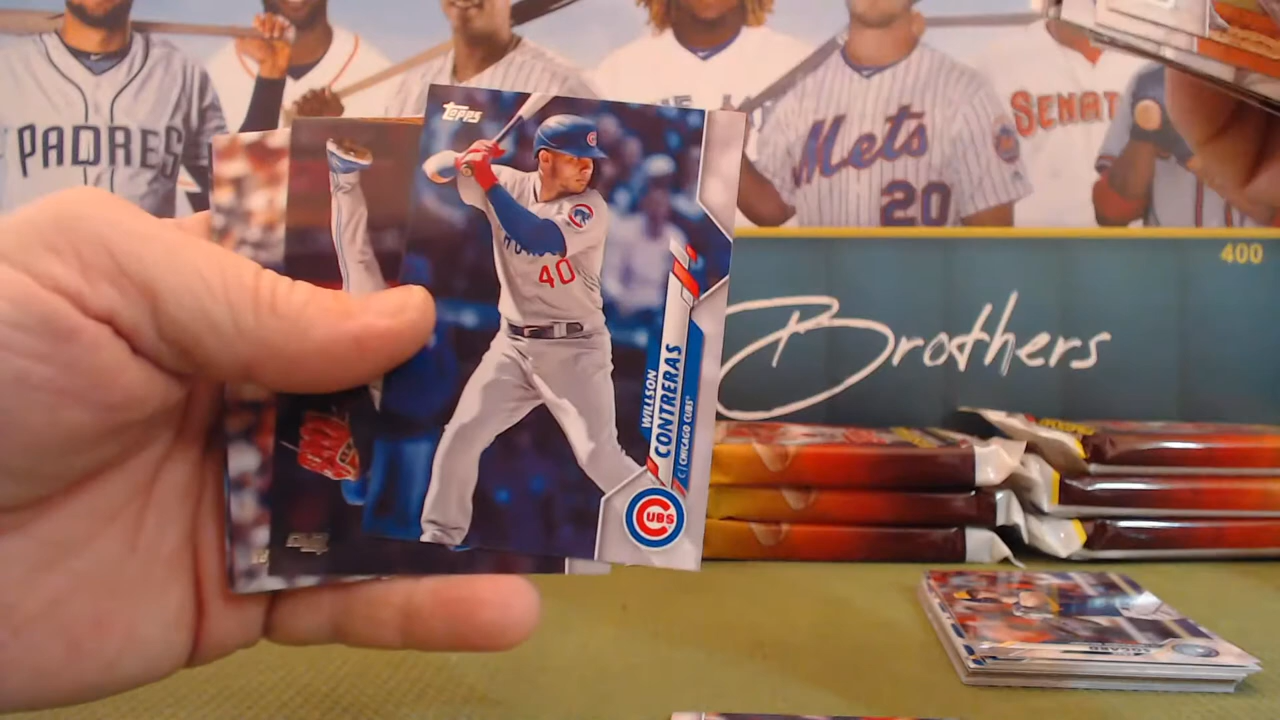 PADRES
Mets
20
SENAT
400
Brothers
Topps
40
WILLSON
CONTRERAS
C | CHICAGO CUBS
CUBS